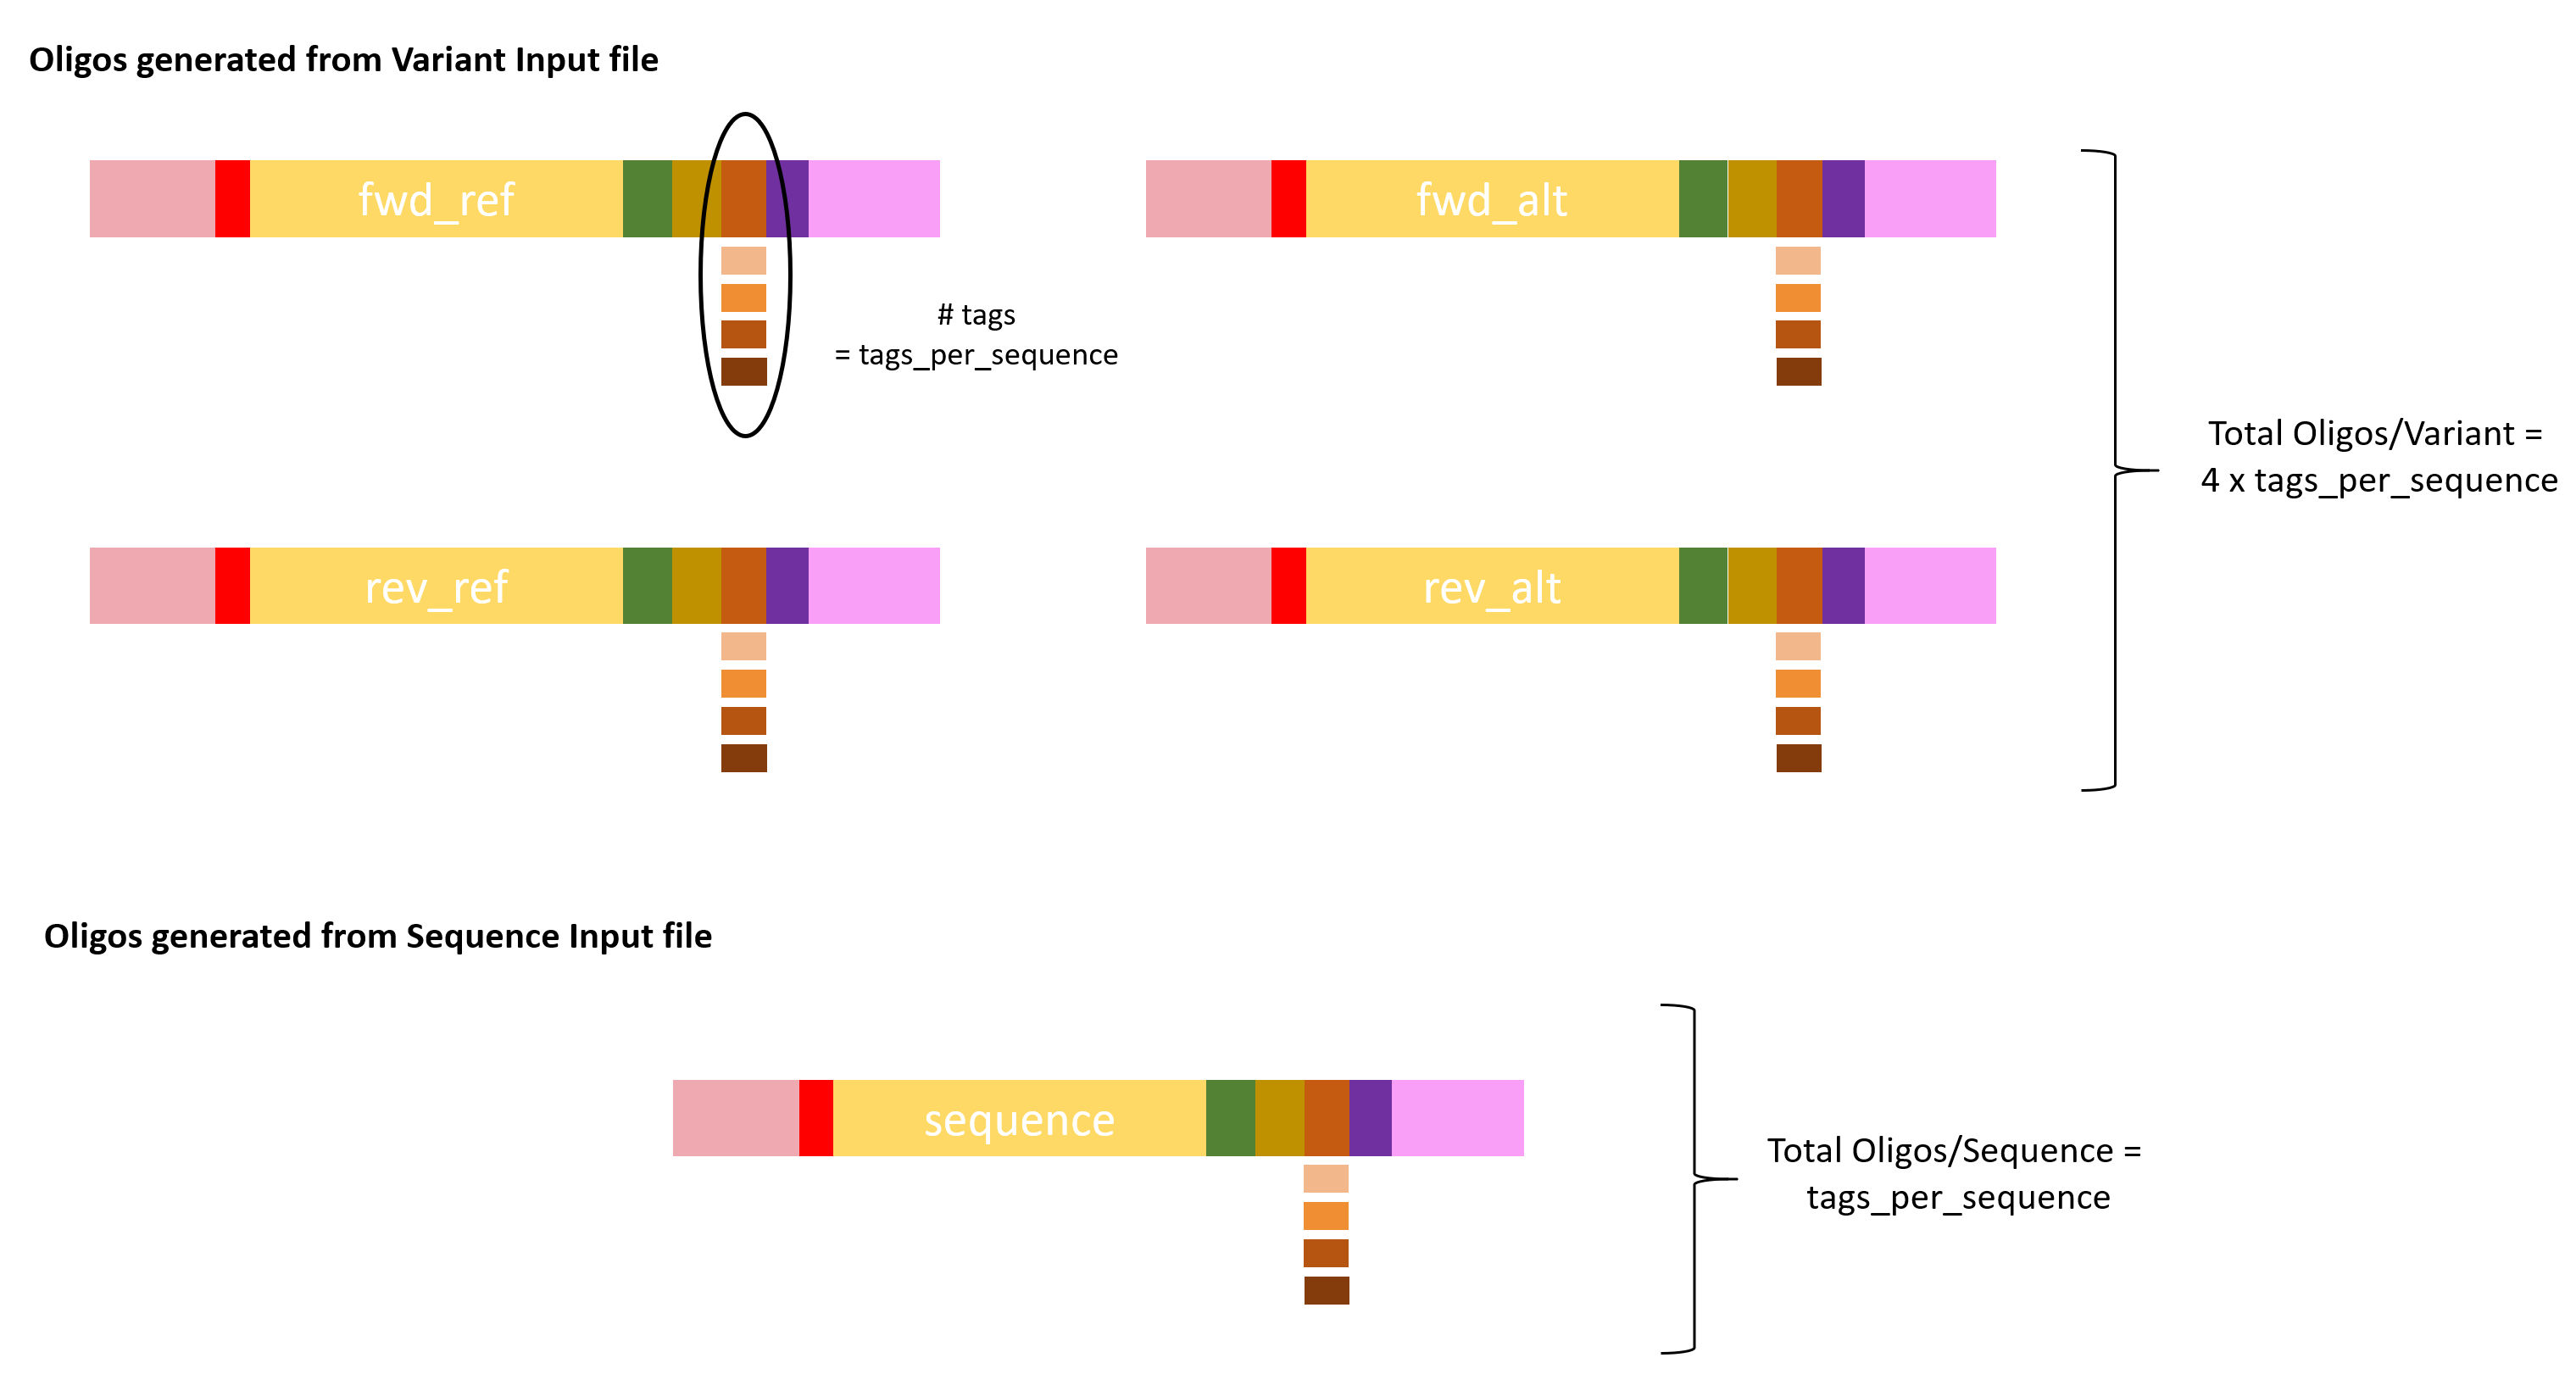 Oligos generated from Variant Input file
fwd_ref
fwd_alt
# tags
= tags_per_sequence
Total Oligos/Variant =
4 x tags_per_sequence
rev_ref
rev_alt
Oligos generated from Sequence Input file
sequence
Total Oligos/Sequence =
tags_per_sequence